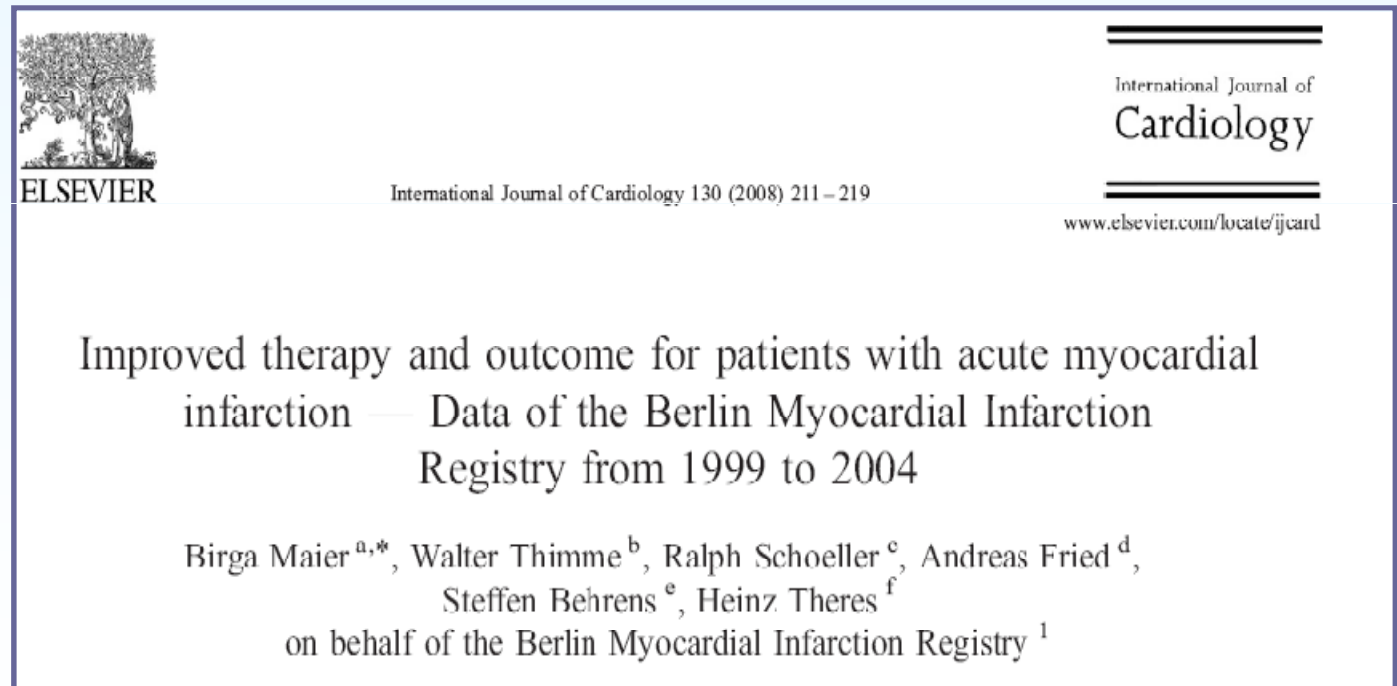 International Journal of
Cardiology
ELSEVIER
International Journal of Cardiology 130 (2008) 211–219
www.elsevier.com/locate/ijcard
Improved therapy and outcome for patients with acute myocardial
infarction — Data of the Berlin Myocardial Infarction
Registry from 1999 to 2004
Birga Maier a,*, Walter Thimme b, Ralph Schoeller c, Andreas Fried d,
Steffen Behrens e, Heinz Theres f
on behalf of the Berlin Myocardial Infarction Registry 1